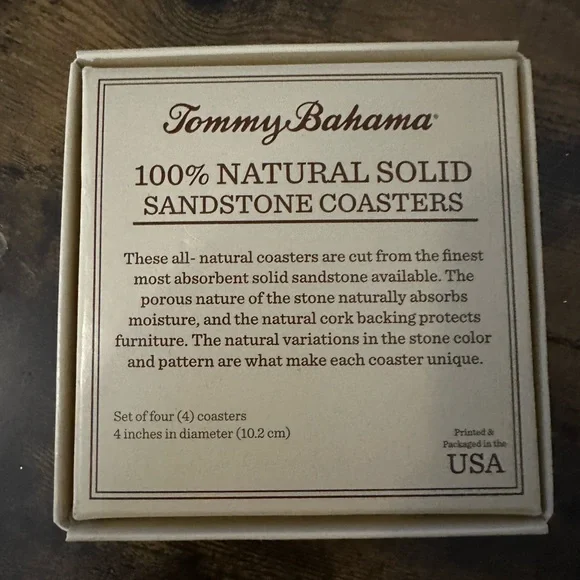 Tommy Bahama®
100% NATURAL SOLID
SANDSTONE COASTERS
These all- natural coasters are cut from the finest
most absorbent solid sandstone available. The
porous nature of the stone naturally absorbs
moisture, and the natural cork backing protects
furniture. The natural variations in the stone color
and pattern are what make each coaster unique.
Set of four (4) coasters
4 inches in diameter (10.2 cm)
Printed &
Packaged in the
USA